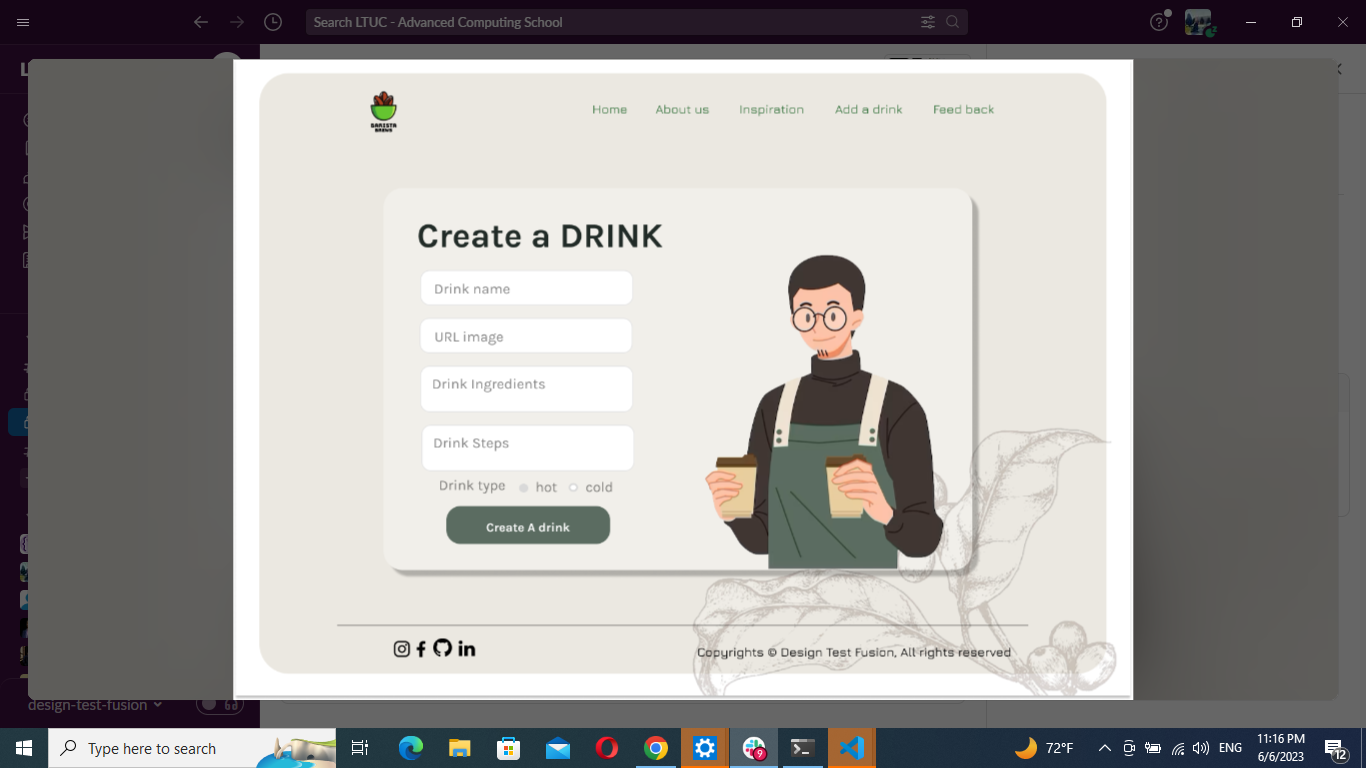 Search LTUC - Advanced Computing School
Home About us Inspiration Add a drink Feed back
BARISTA
Create a DRINK
Drink name
URL image
Drink Ingredients
Drink Steps
Drink type hot cold
Create A drink
Copyrights © Design Test Fusion, All rights reserved
design-test-fusion
Type here to search
9
72°F
ENG
11:16 PM
6/6/2023
12